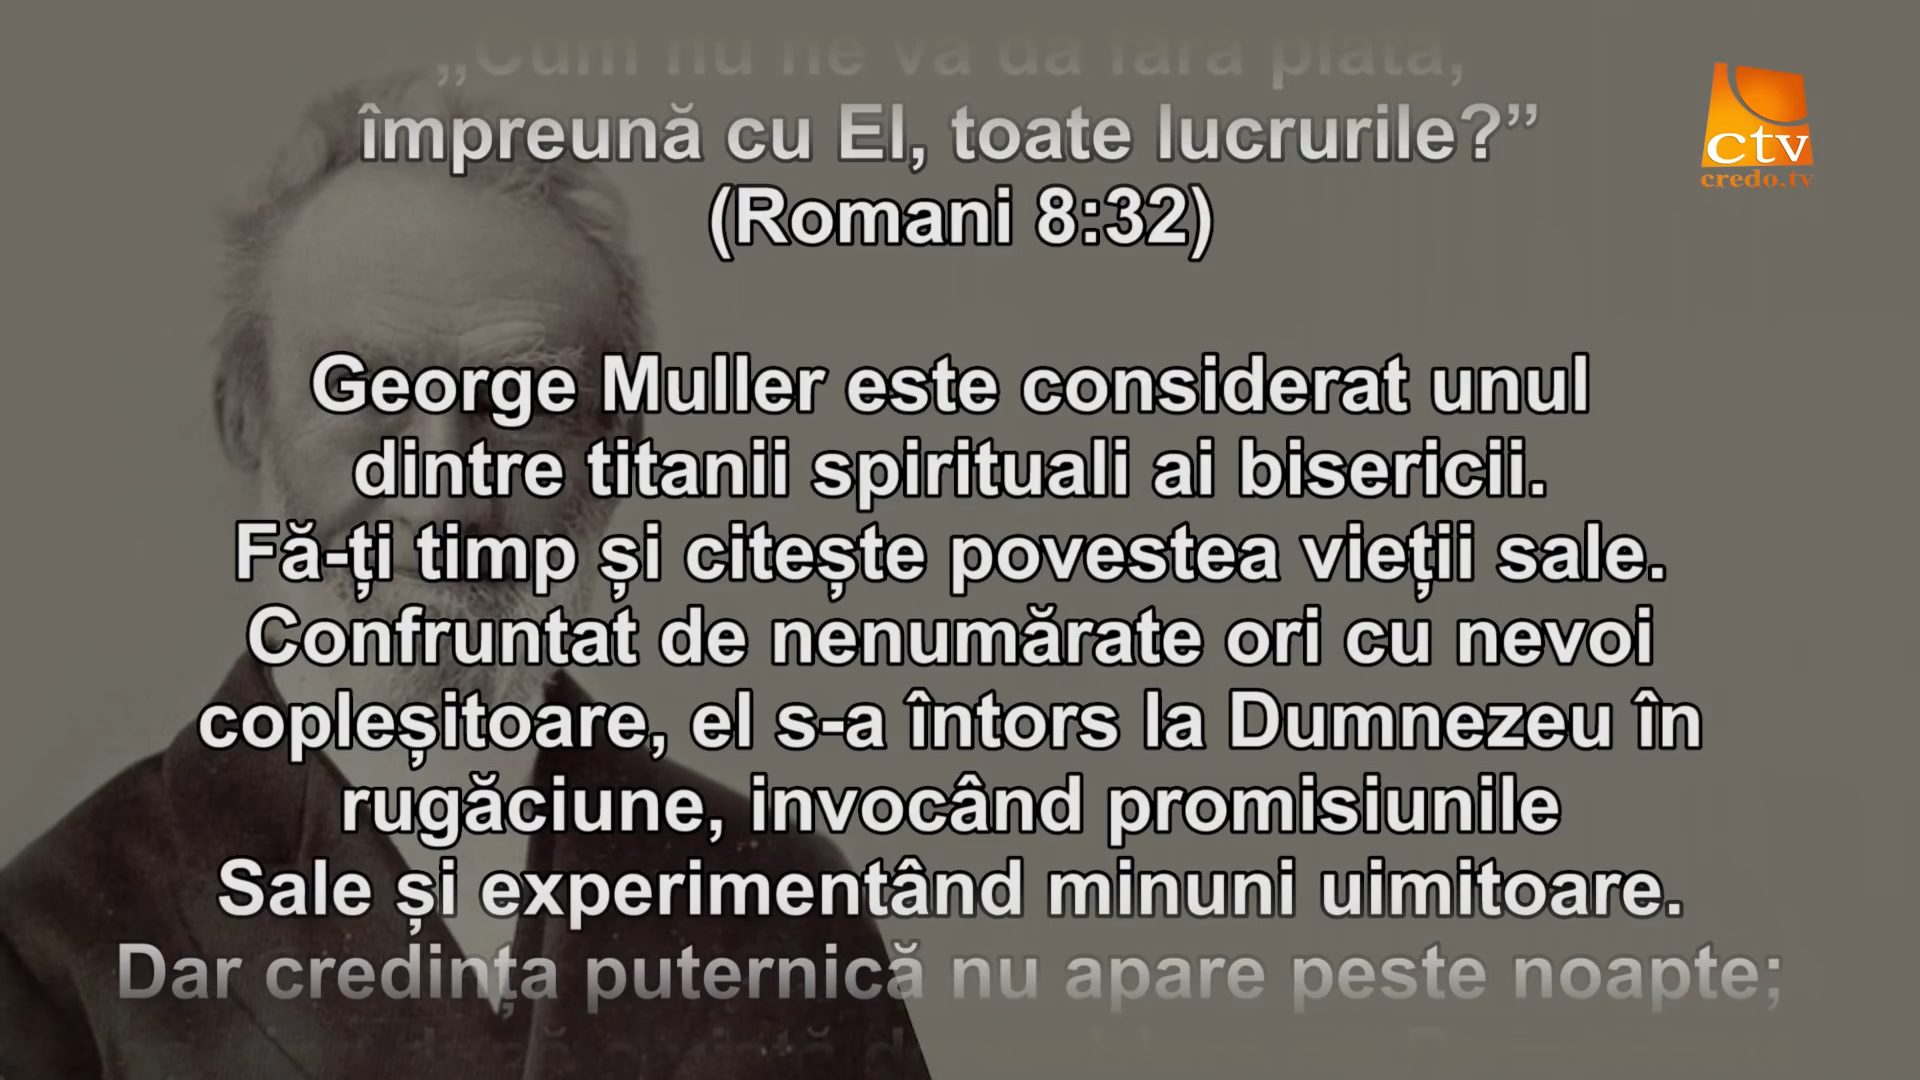 „Cum nu ne va da fără plată,
împreună cu El, toate lucrurile?”
(Romani 8:32)
George Muller este considerat unul
dintre titanii spirituali ai bisericii.
Fă-ți timp și citește povestea vieții sale.
Confruntat de nenumărate ori cu nevoi
copleșitoare, el s-a întors la Dumnezeu în
rugăciune, invocând promisiunile
Sale și experimentând minuni uimitoare.
Dar credința puternică nu apare peste noapte;
ctv
credo.tv